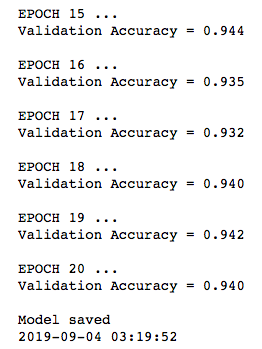 EPOCH 15 ...
Validation Accuracy = 0.944
EPOCH 16 ...
Validation Accuracy = 0.935
EPOCH 17 ...
Validation Accuracy = 0.932
EPOCH 18 ...
Validation Accuracy = 0.940
EPOCH 19 ...
Validation Accuracy = 0.942
EPOCH 20 ...
Validation Accuracy = 0.940
Model saved
2019-09-04 03:19:52